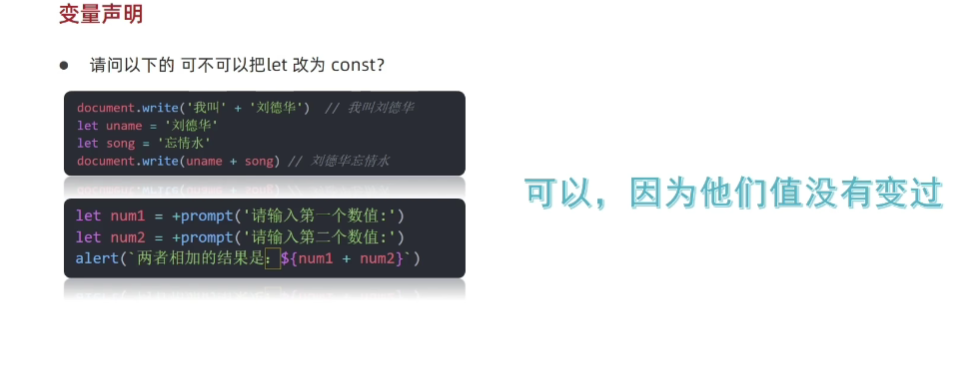 变量声明
● 请问以下的 可不可以把let 改为 const?
document.write('我叫' + '刘德华') // 我叫刘德华
let uname = '刘德华'
let song = '忘情水'
document.write(uname + song) // 刘德华忘情水
let num1 = +prompt('请输入第一个数值:')
let num2 = +prompt('请输入第二个数值:')
alert(`两者相加的结果是：${num1 + num2}`)
可以，因为他们值没有变过